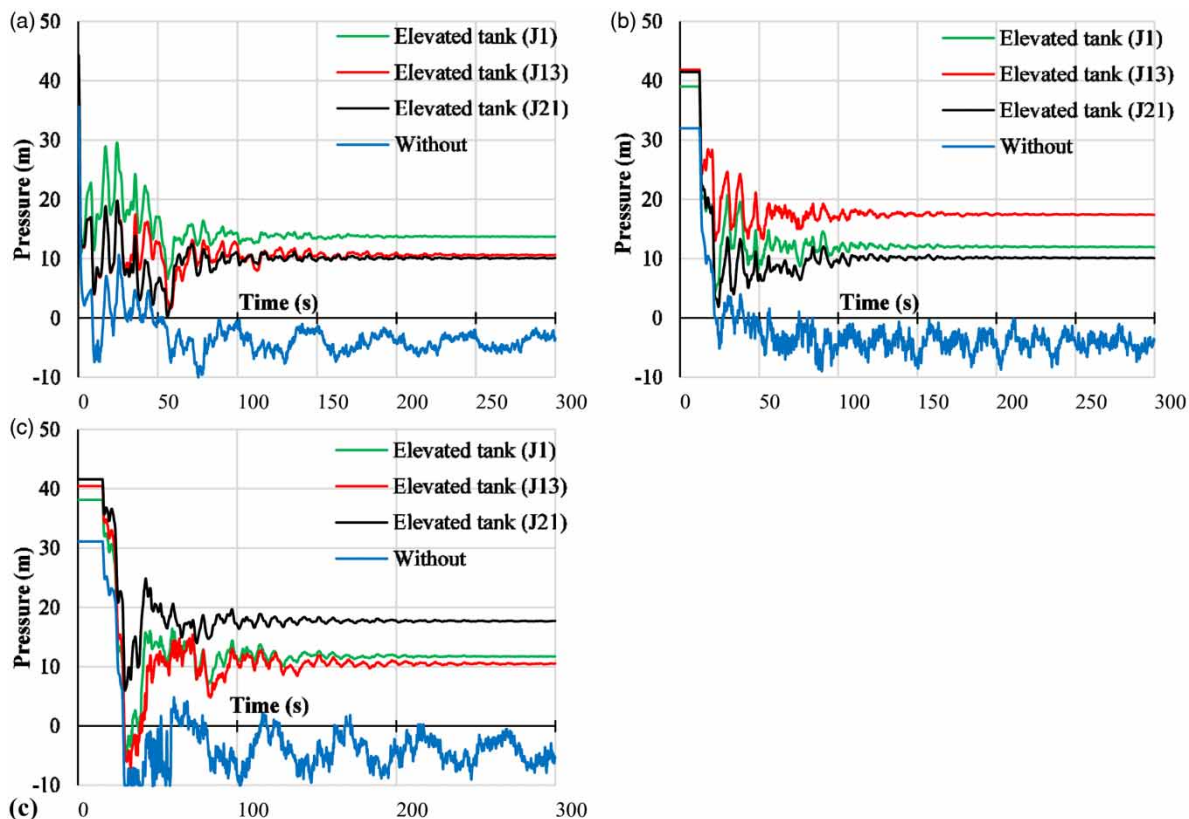 (a)
50
40
30
20
10
0
-10
Pressure (m)
Elevated tank (J1)
Elevated tank (J13)
Elevated tank (J21)
Without
Time (s)
0 50 100 150 200 250 300
(b)
50
40
30
20
10
0
-10
Pressure (m)
Elevated tank (J1)
Elevated tank (J13)
Elevated tank (J21)
Without
Time (s)
0 50 100 150 200 250 300
(c)
50
40
30
20
10
0
-10
Pressure (m)
Elevated tank (J1)
Elevated tank (J13)
Elevated tank (J21)
Without
Time (s)
(c)
0 100 200 300